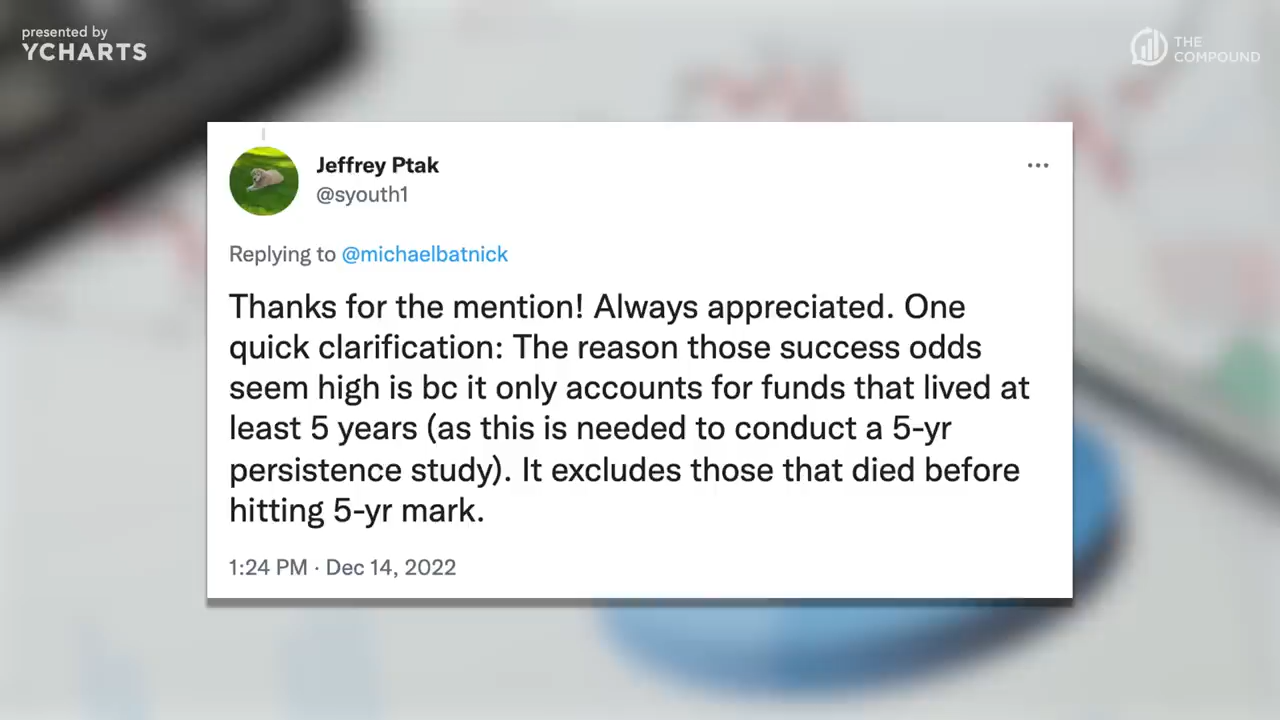 presented by
YCHARTS
THE
COMPOUND
Jeffrey Ptak
@syouth1
Replying to @michaelbatnick
Thanks for the mention! Always appreciated. One
quick clarification: The reason those success odds
seem high is bc it only accounts for funds that lived at
least 5 years (as this is needed to conduct a 5-yr
persistence study). It excludes those that died before
hitting 5-yr mark.
1:24 PM · Dec 14, 2022